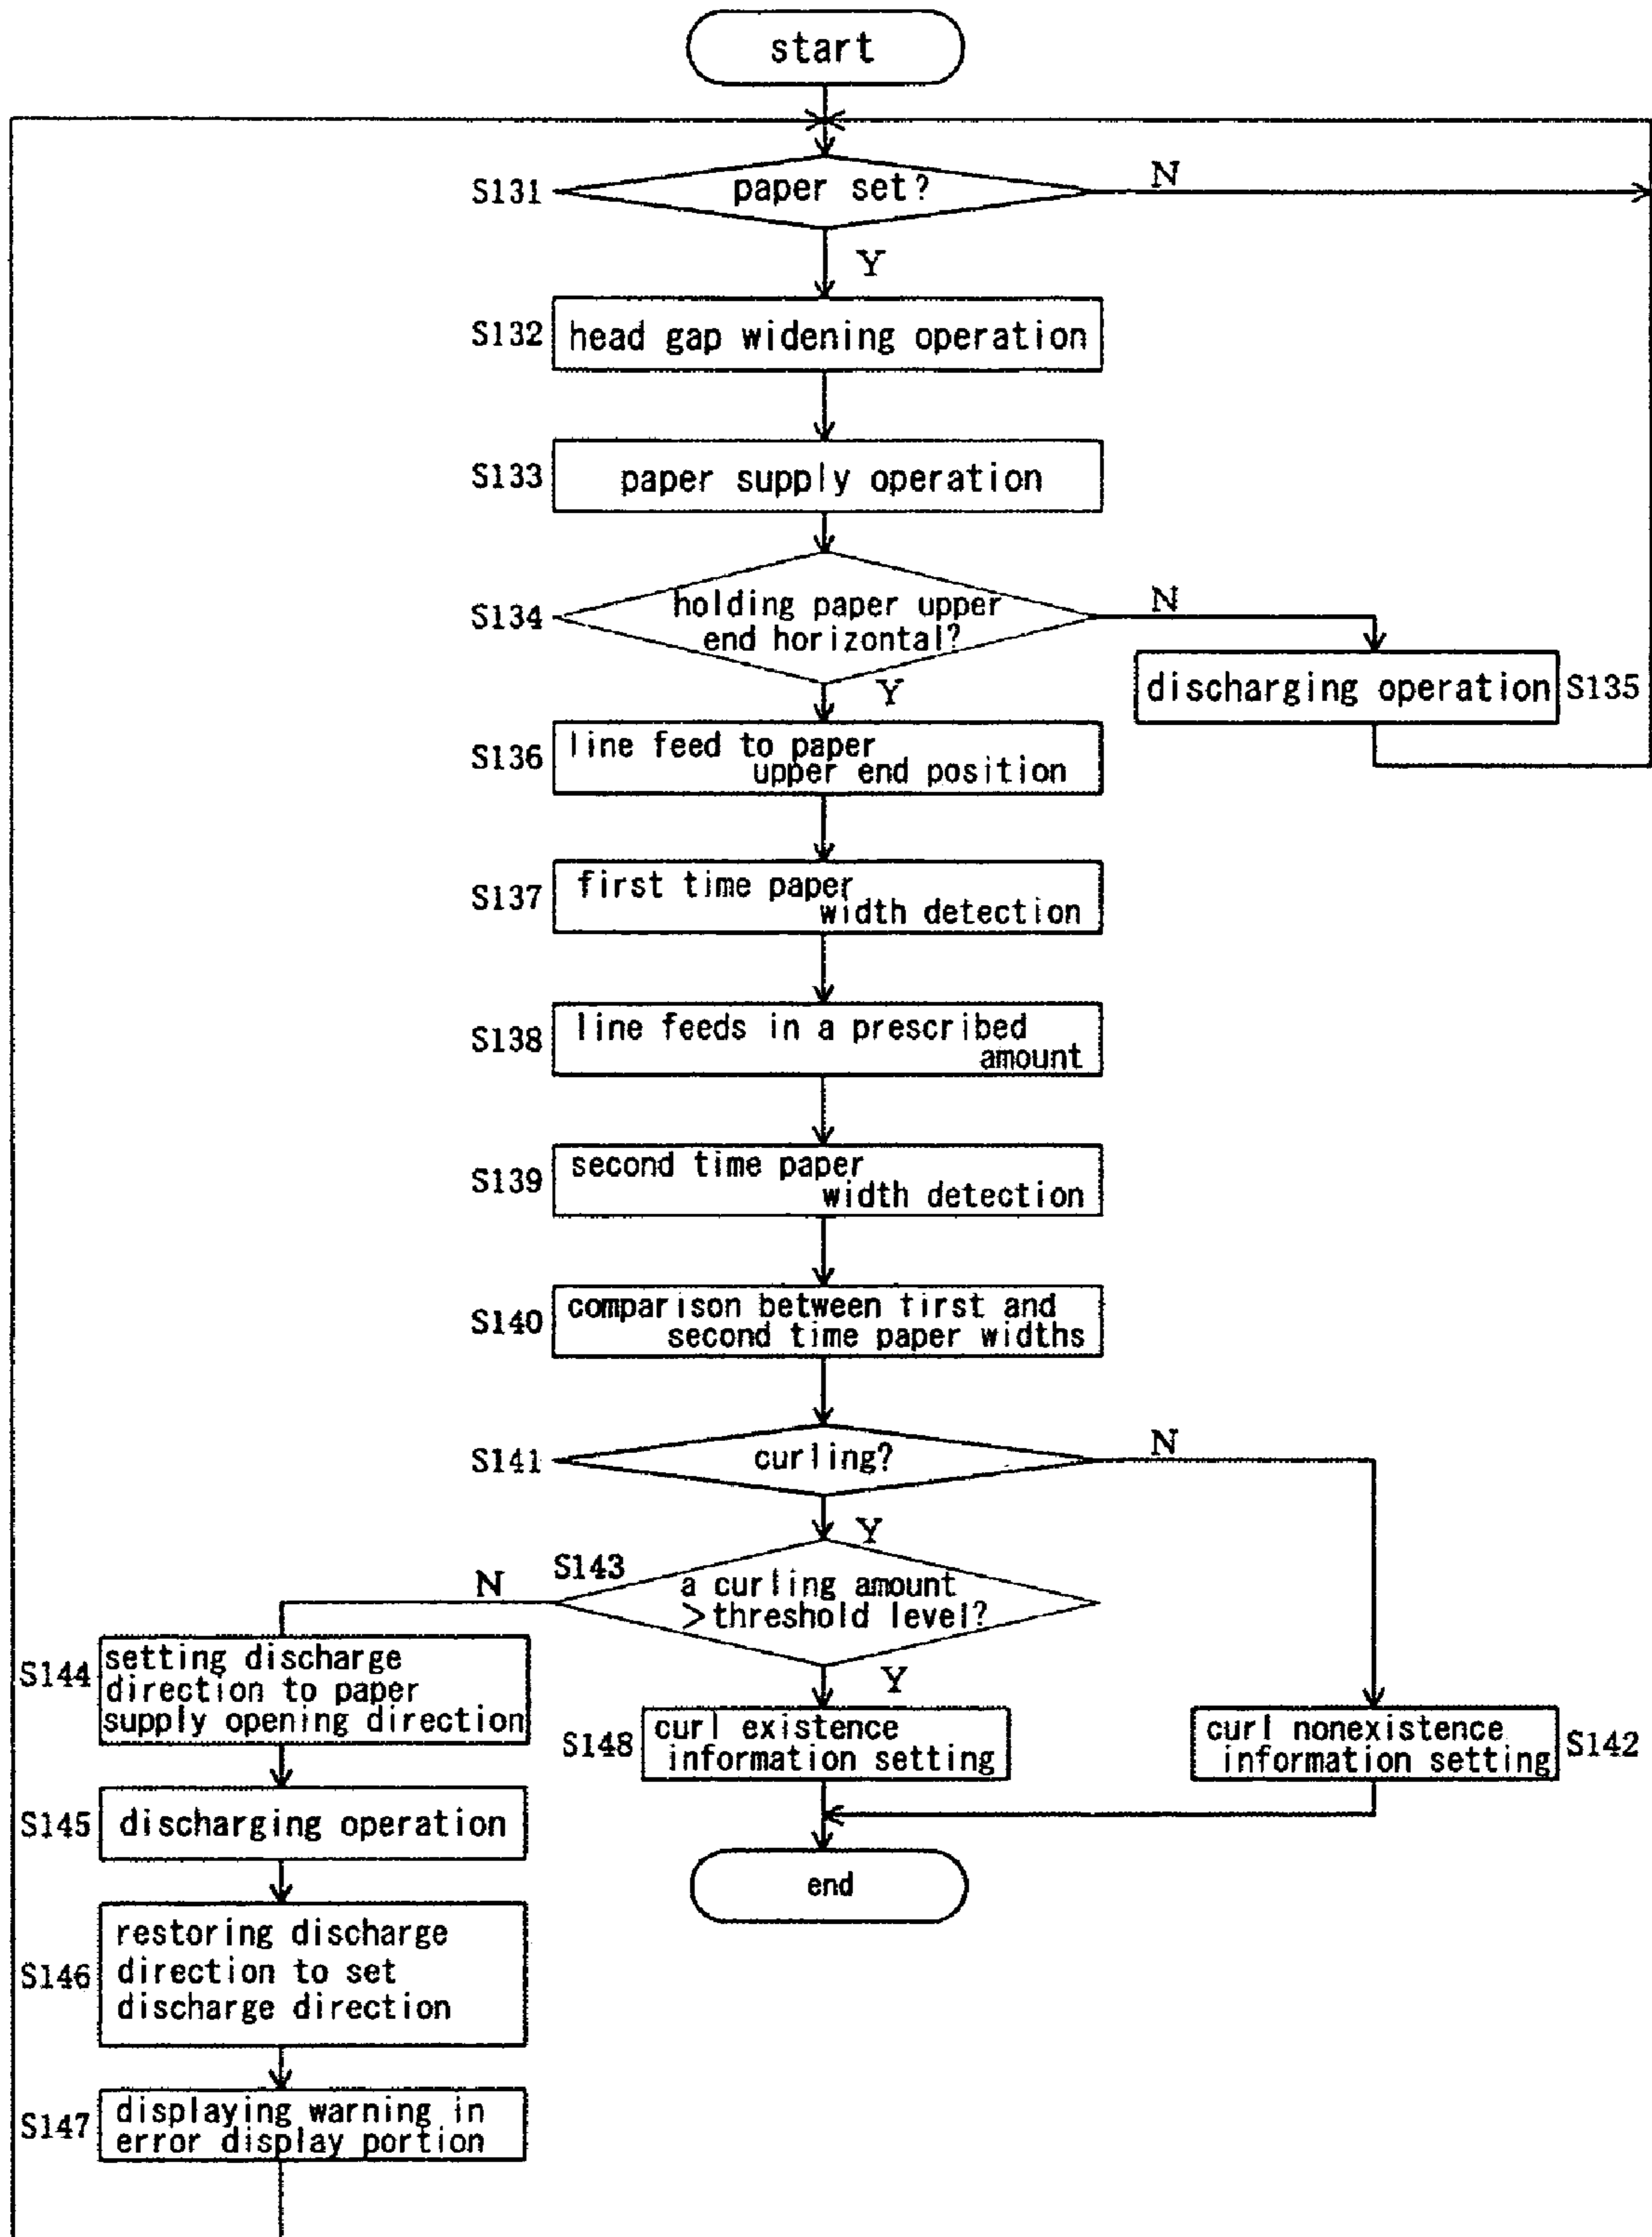 start
S131
paper set?
N
Y
S132
head gap widening operation
S133
paper supply operation
S134
holding paper upper
end horizontal?
N
Y
discharging operation
S135
S136
line feed to paper
upper end position
S137
first time paper
width detection
S138
line feeds in a prescribed
amount
S139
second time paper
width detection
S140
comparison between first and
second time paper widths
S141
curling?
N
Y
S143
a curling amount
>threshold level?
N
Y
S144
setting discharge
direction to paper
supply opening direction
S148
curl existence
information setting
curl nonexistence
information setting
S142
S145
discharging operation
end
S146
restoring discharge
direction to set
discharge direction
S147
displaying warning in
error display portion